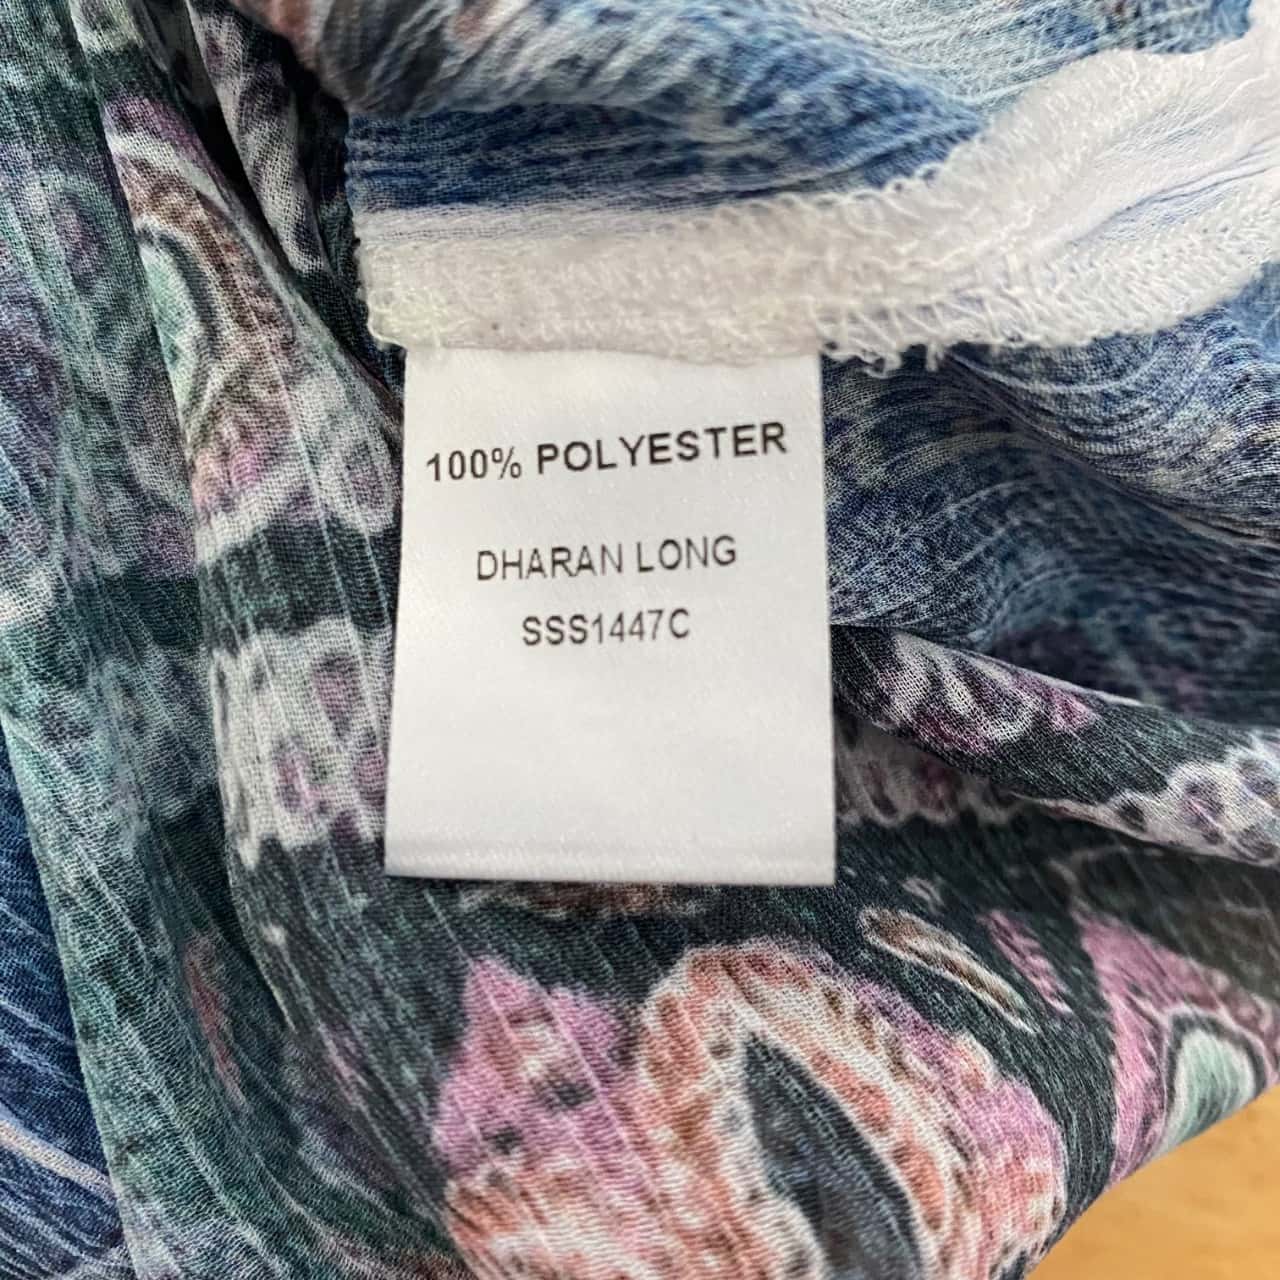 100% POLYESTER
DHARAN LONG
SSS1447C